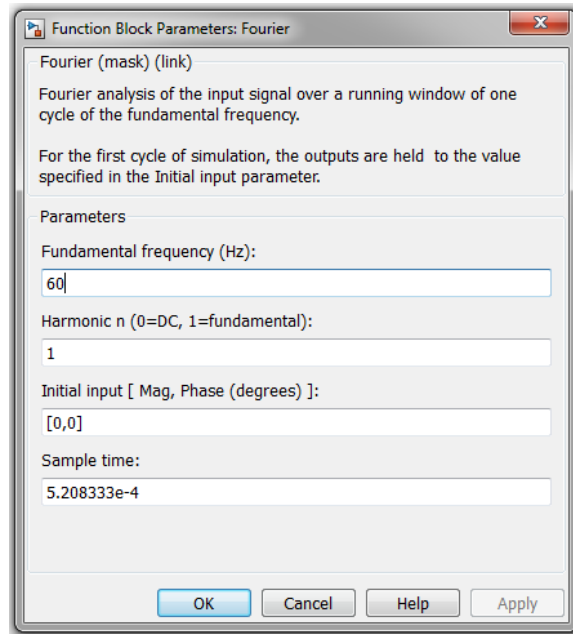 Function Block Parameters: Fourier
Fourier (mask) (link)
Fourier analysis of the input signal over a running window of one
cycle of the fundamental frequency.
For the first cycle of simulation, the outputs are held  to the value
specified in the Initial input parameter.
Parameters
Fundamental frequency (Hz):
60
Harmonic n (0=DC, 1=fundamental):
1
Initial input [ Mag, Phase (degrees) ]:
[0,0]
Sample time:
5.208333e-4
OK Cancel Help Apply